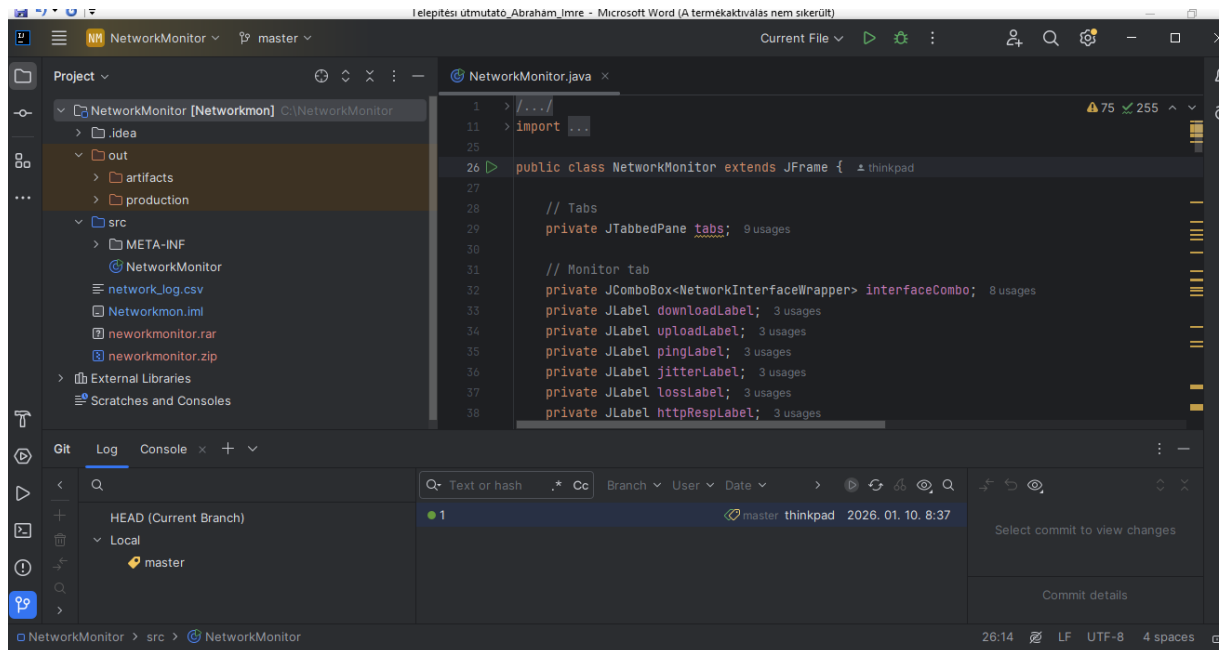 Telepítési útmutató_Ábrahám_Imre - Microsoft Word (A termékaktiválás nem sikerült)
NM NetworkMonitor master Current File
Project
NetworkMonitor.java
NetworkMonitor [Networkmon] C:\NetworkMonitor
.idea
out
artifacts
production
src
META-INF
NetworkMonitor
network_log.csv
Networkmon.iml
neworkmonitor.rar
neworkmonitor.zip
External Libraries
Scratches and Consoles
75 255
1 /.../
11 import ...
25
26 public class NetworkMonitor extends JFrame { thinkpad
27
28 // Tabs
29 private JTabbedPane tabs; 9 usages
30
31 // Monitor tab
32 private JComboBox<NetworkInterfaceWrapper> interfaceCombo; 8 usages
33 private JLabel downloadLabel; 3 usages
34 private JLabel uploadLabel; 3 usages
35 private JLabel pingLabel; 3 usages
36 private JLabel jitterLabel; 3 usages
37 private JLabel lossLabel; 3 usages
38 private JLabel httpRespLabel; 3 usages
Git Log Console
HEAD (Current Branch)
Local
master
Text or hash .* Cc Branch User Date
1 master thinkpad 2026. 01. 10. 8:37
Select commit to view changes
Commit details
NetworkMonitor > src > NetworkMonitor 26:14 LF UTF-8 4 spaces